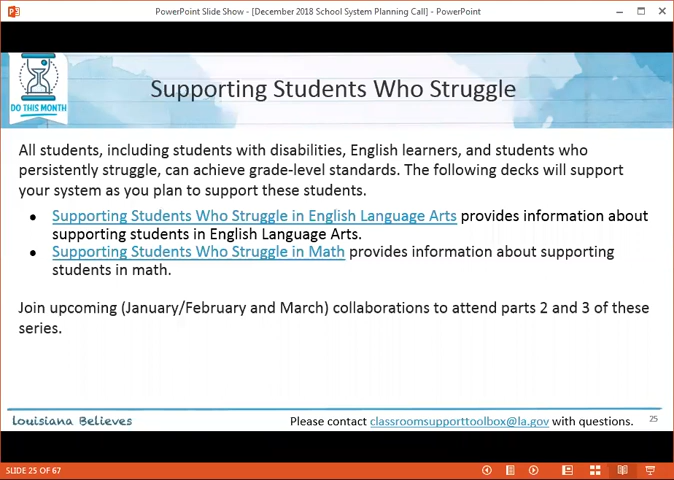 PowerPoint Slide Show - [December 2018 School System Planning Call] - PowerPoint
DO THIS MONTH
Supporting Students Who Struggle
All students, including students with disabilities, English learners, and students who
persistently struggle, can achieve grade-level standards. The following decks will support
your system as you plan to support these students.
• Supporting Students Who Struggle in English Language Arts provides information about
supporting students in English Language Arts.
• Supporting Students Who Struggle in Math provides information about supporting
students in math.
Join upcoming (January/February and March) collaborations to attend parts 2 and 3 of these
series.
Louisiana Believes
Please contact classroomsupporttoolbox@la.gov with questions.
25
SLIDE 25 OF 67